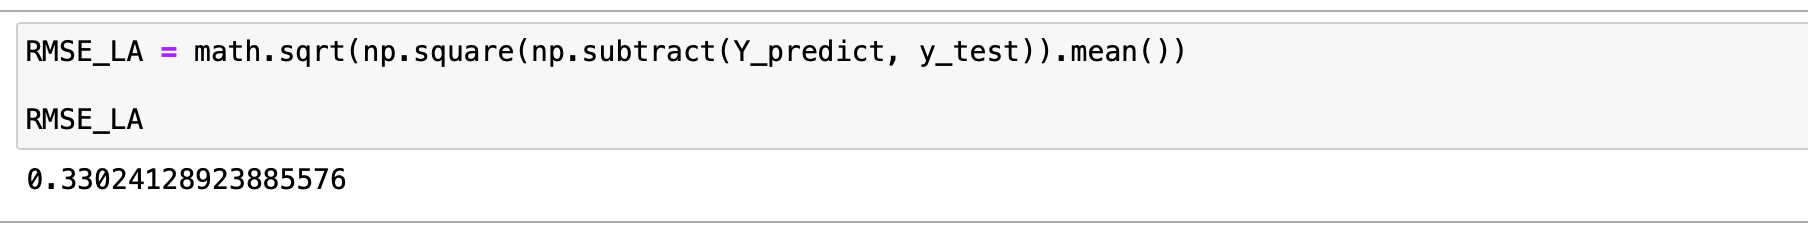 RMSE_LA = math.sqrt(np.square(np.subtract(Y_predict, y_test)).mean())
RMSE_LA
0.33024128923885576